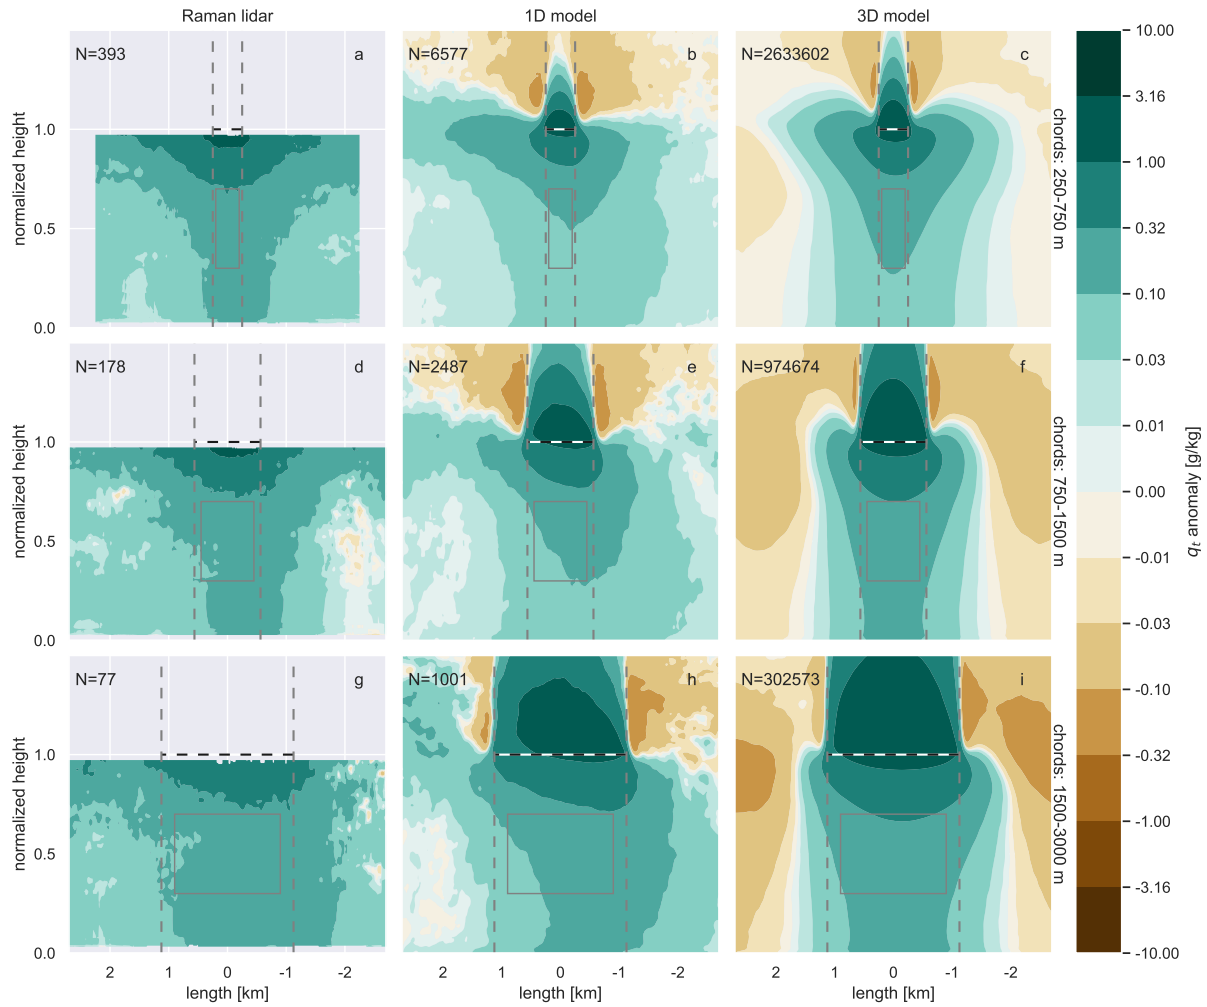 Raman lidar 1D model 3D model
N=393 a N=6577 b N=2633602 c
normalized height
1.0
0.5
0.0
chords: 250-750 m
N=178 d N=2487 e N=974674 f
normalized height
1.0
0.5
0.0
chords: 750-1500 m
N=77 g N=1001 h N=302573 i
normalized height
1.0
0.5
0.0
chords: 1500-3000 m
2 1 0 -1 -2 2 1 0 -1 -2 2 1 0 -1 -2
length [km] length [km] length [km]
10.00
3.16
1.00
0.32
0.10
0.03
0.01
0.00
-0.01
-0.03
-0.10
-0.32
-1.00
-3.16
-10.00
qt anomaly [g/kg]